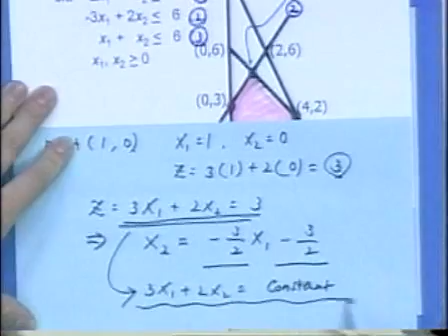 -3x₁ + 2x₂ ≤ 6 ②
x₁ + x₂ ≤ 6 ③
x₁, x₂ ≥ 0
②
(0,6)
(2,6)
(0,3)
(4,2)
(1, 0) x₁ = 1, x₂ = 0
z = 3(1) + 2(0) = ③
z = 3x₁ + 2x₂ = 3
⇒ x₂ = -3/2 x₁ - 3/2
→ 3x₁ + 2x₂ = Constant